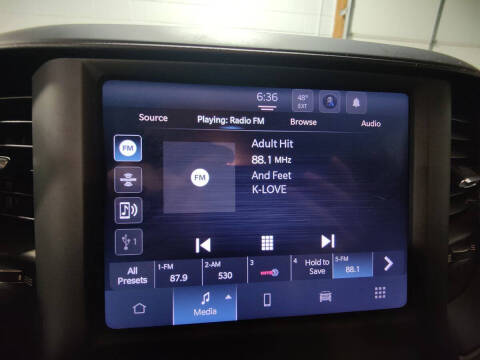 6:36
48°
EXT
Source Playing: Radio FM Browse Audio
FM
Adult Hit
88.1 MHz
And Feet
K-LOVE
FM
1
All Presets
1-FM
87.9
2-AM
530
3
4
Hold to Save
5-FM
88.1
Media